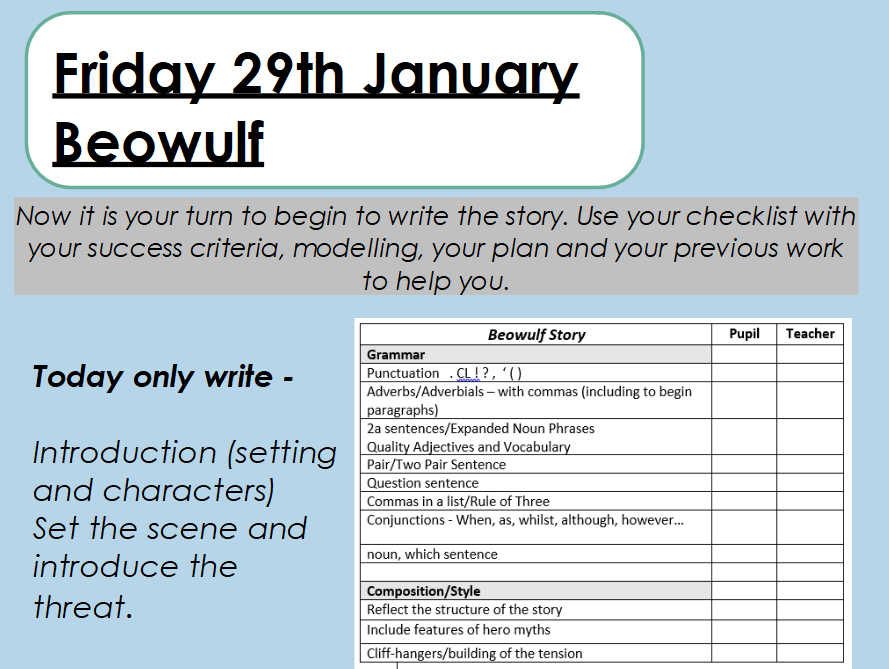 Friday 29th January
Beowulf
Now it is your turn to begin to write the story. Use your checklist with
your success criteria, modelling, your plan and your previous work
to help you.
Today only write -
Introduction (setting
and characters)
Set the scene and
introduce the
threat.
Beowulf Story Pupil Teacher
Grammar
Punctuation .CL!?, ‘()
Adverbs/Adverbials – with commas (including to begin
paragraphs)
2a sentences/Expanded Noun Phrases
Quality Adjectives and Vocabulary
Pair/Two Pair Sentence
Question sentence
Commas in a list/Rule of Three
Conjunctions - When, as, whilst, although, however…
noun, which sentence
Composition/Style
Reflect the structure of the story
Include features of hero myths
Cliff-hangers/building of the tension